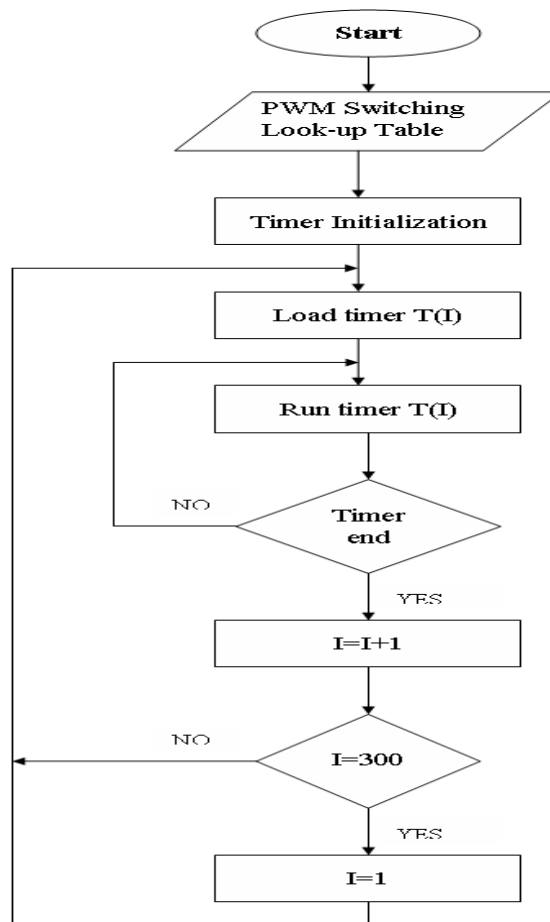 Start
PWM Switching
Look-up Table
Timer Initialization
Load timer T(I)
Run timer T(I)
NO
Timer
end
YES
I=I+1
NO
I=300
YES
I=1